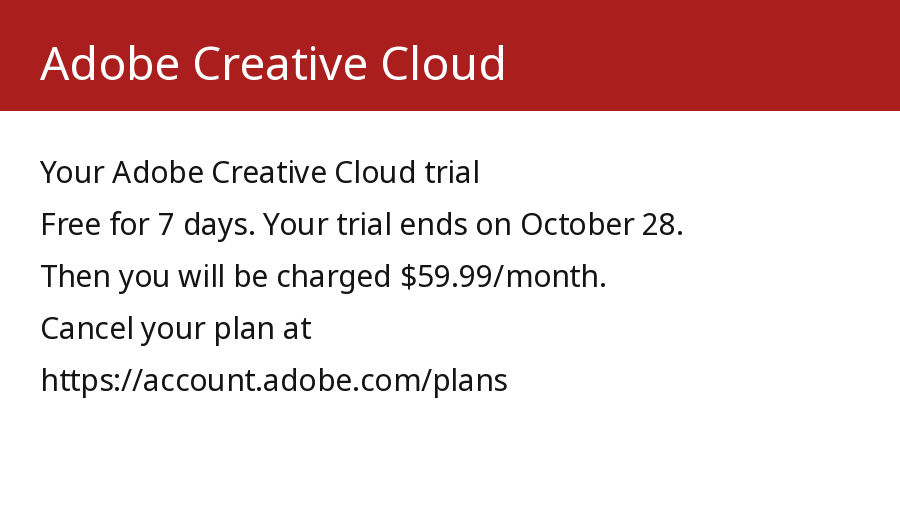 Adobe Creative Cloud
Your Adobe Creative Cloud trial
Free for 7 days. Your trial ends on October 28.
Then you will be charged $59.99/month.
Cancel your plan at
https://account.adobe.com/plans